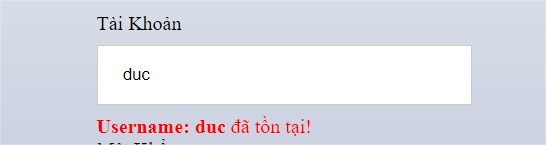 Tài Khoản
duc
Username: duc đã tồn tại!